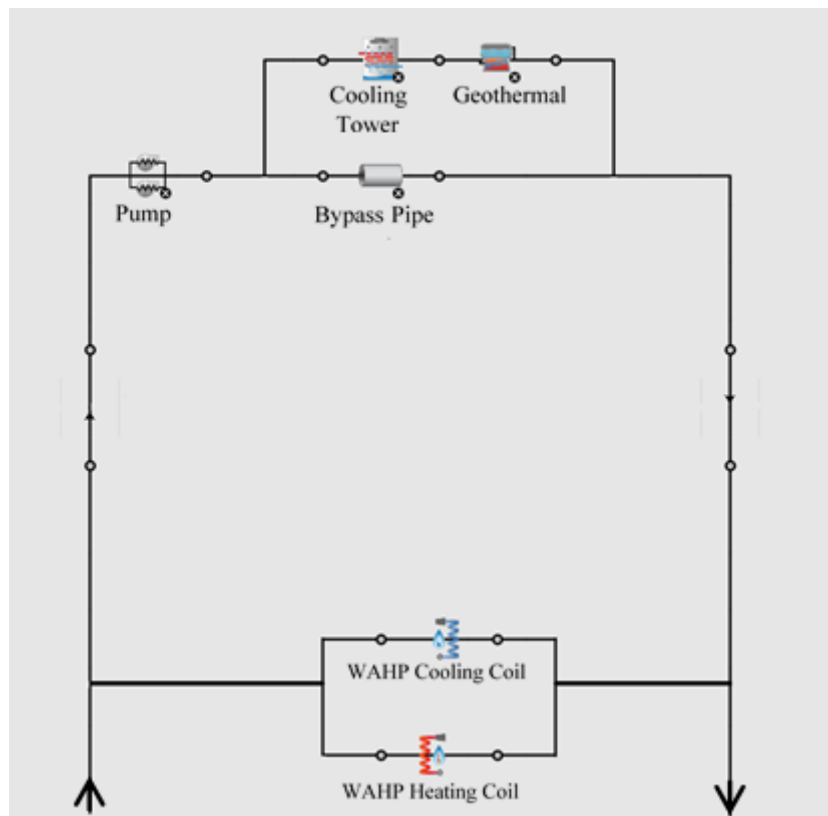 Cooling
Tower
Geothermal
Pump
Bypass Pipe
WAHP Cooling Coil
WAHP Heating Coil